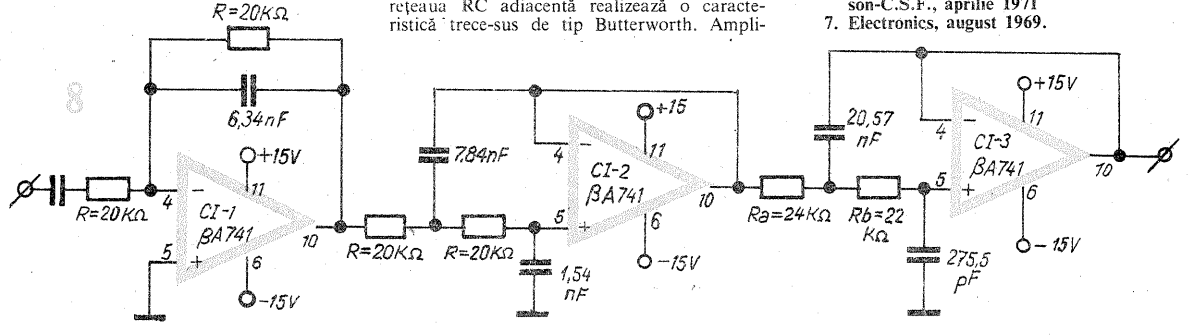 rețeaua RC adiacentă realizează o caracte-
ristică trece-sus de tip Butterworth. Ampli-
son-C.S.F., aprilie 1971
7. Electronics, august 1969.
8
R=20KΩ
6,34nF
+15V
11
R=20KΩ
4
−
CI-1
βA741
5
+
10
6
−15V
R=20KΩ
7.84nF
R=20KΩ
+15
11
4
−
CI-2
βA741
5
+
10
6
−15V
1,54
nF
Ra=24KΩ
20,57
nF
Rb=22
KΩ
+15V
11
4
−
CI-3
βA741
5
+
10
6
−15V
275,5
pF